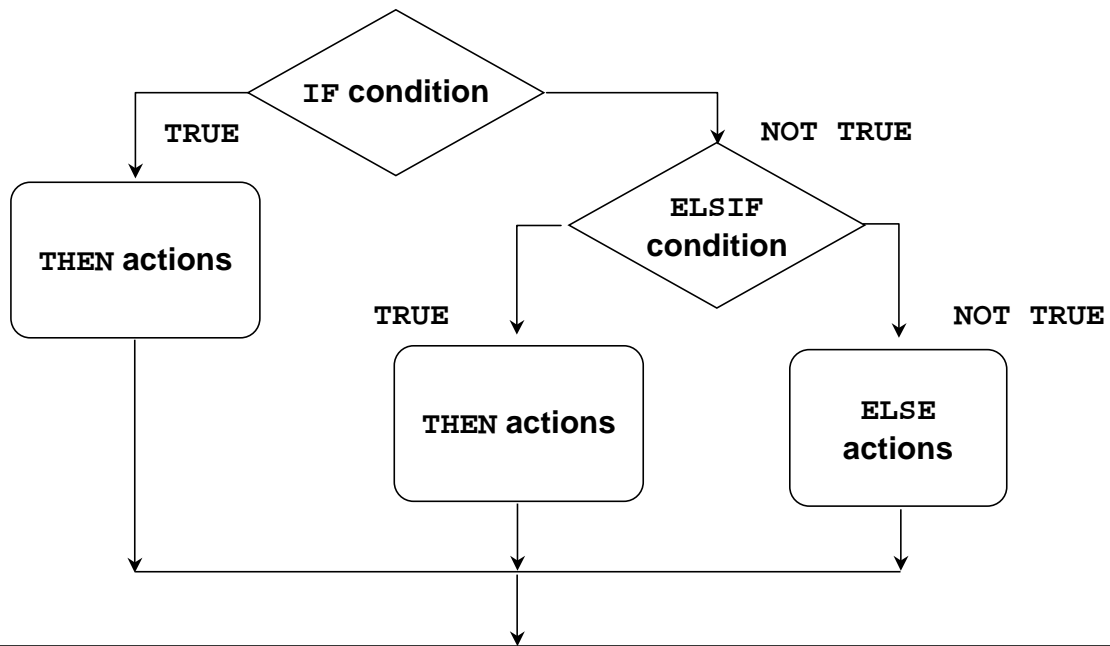 IF condition
TRUE
NOT TRUE
THEN actions
ELSIF
condition
TRUE
NOT TRUE
THEN actions
ELSE
actions